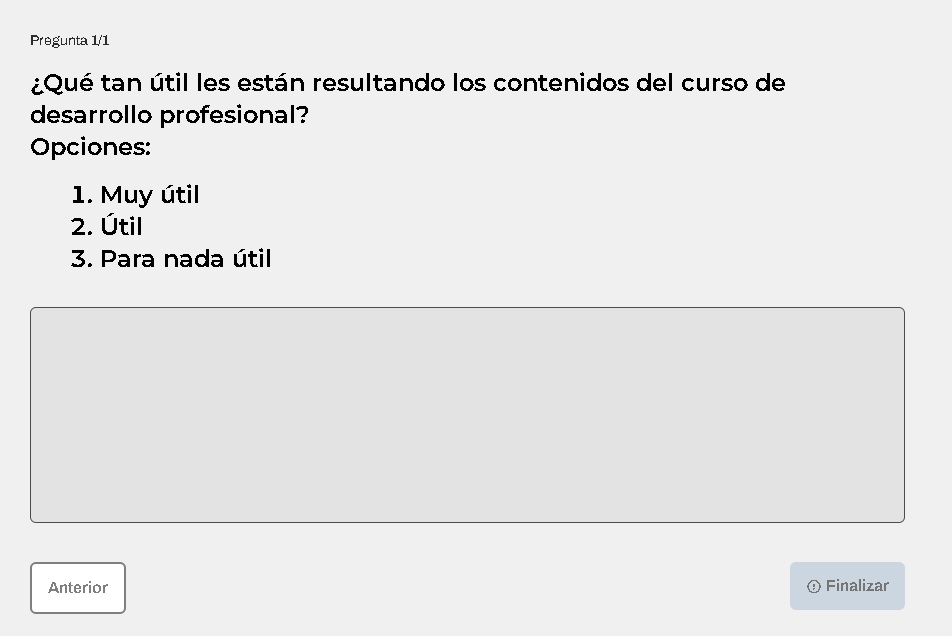 Pregunta 1/1
¿Qué tan útil les están resultando los contenidos del curso de
desarrollo profesional?
Opciones:
1. Muy útil
2. Útil
3. Para nada útil
Anterior
Finalizar